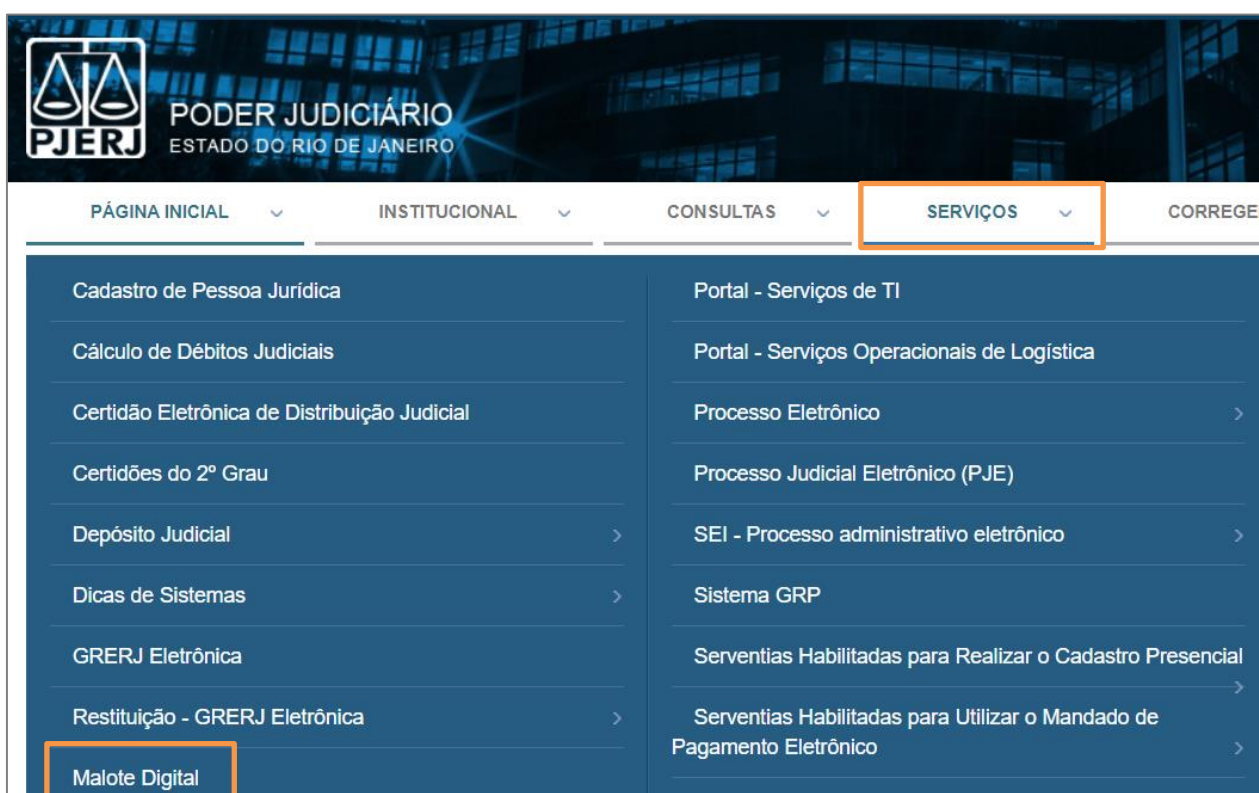 PJERJ
PODER JUDICIÁRIO
ESTADO DO RIO DE JANEIRO
PÁGINA INICIAL
INSTITUCIONAL
CONSULTAS
SERVIÇOS
CORREGE
Cadastro de Pessoa Jurídica
Cálculo de Débitos Judiciais
Certidão Eletrônica de Distribuição Judicial
Certidões do 2º Grau
Depósito Judicial
Dicas de Sistemas
GRERJ Eletrônica
Restituição - GRERJ Eletrônica
Malote Digital
Portal - Serviços de TI
Portal - Serviços Operacionais de Logística
Processo Eletrônico
Processo Judicial Eletrônico (PJE)
SEI - Processo administrativo eletrônico
Sistema GRP
Serventias Habilitadas para Realizar o Cadastro Presencial
Serventias Habilitadas para Utilizar o Mandado de
Pagamento Eletrônico